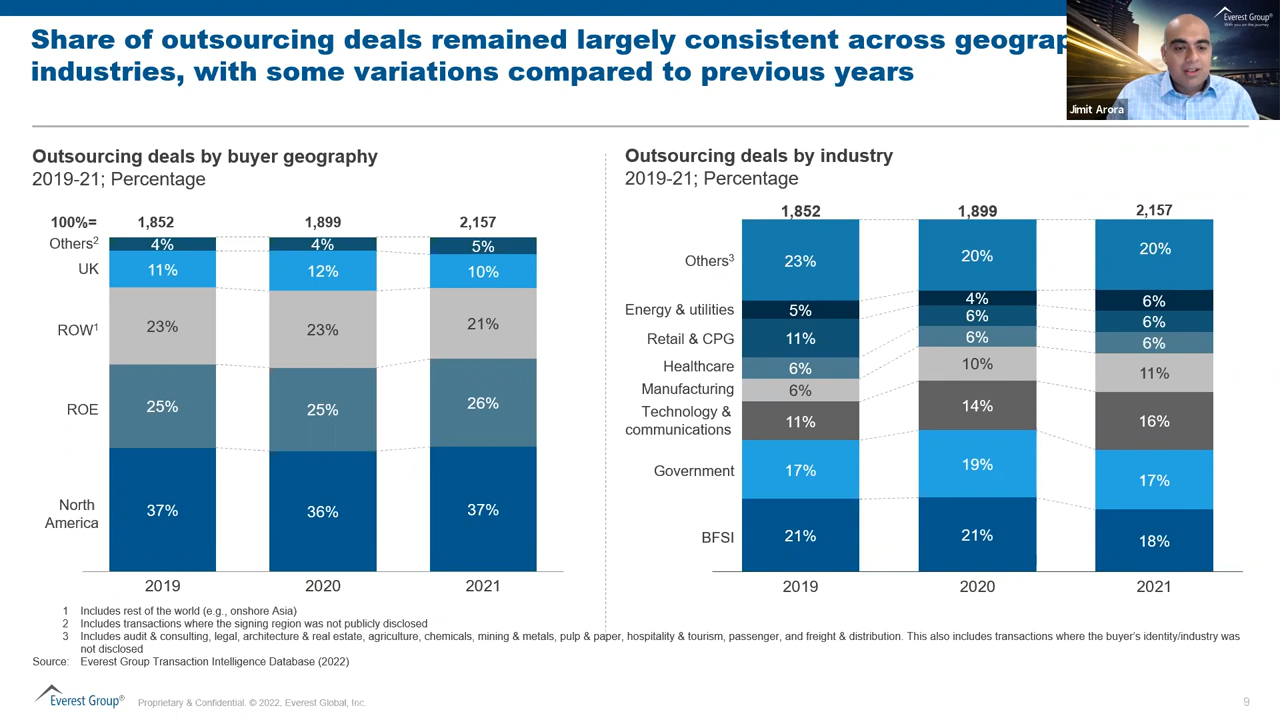 Share of outsourcing deals remained largely consistent across geograp
industries, with some variations compared to previous years
Everest Group®
With you on the journey
Jimit Arora
Outsourcing deals by buyer geography
2019-21; Percentage
100%= 1,852 1,899 2,157
Others2 4% 4% 5%
UK 11% 12% 10%
ROW1 23% 23% 21%
ROE 25% 25% 26%
North
America 37% 36% 37%
2019 2020 2021
Outsourcing deals by industry
2019-21; Percentage
1,852 1,899 2,157
Others3 23% 20% 20%
Energy & utilities 5% 4% 6%
Retail & CPG 11% 6% 6%
Healthcare 6% 6% 6%
Manufacturing 6% 10% 11%
Technology &
communications 11% 14% 16%
Government 17% 19% 17%
BFSI 21% 21% 18%
2019 2020 2021
1 Includes rest of the world (e.g., onshore Asia)
2 Includes transactions where the signing region was not publicly disclosed
3 Includes audit & consulting, legal, architecture & real estate, agriculture, chemicals, mining & metals, pulp & paper, hospitality & tourism, passenger, and freight & distribution. This also includes transactions where the buyer's identity/industry was
not disclosed
Source: Everest Group Transaction Intelligence Database (2022)
Everest Group® Proprietary & Confidential. © 2022, Everest Global, Inc. 9